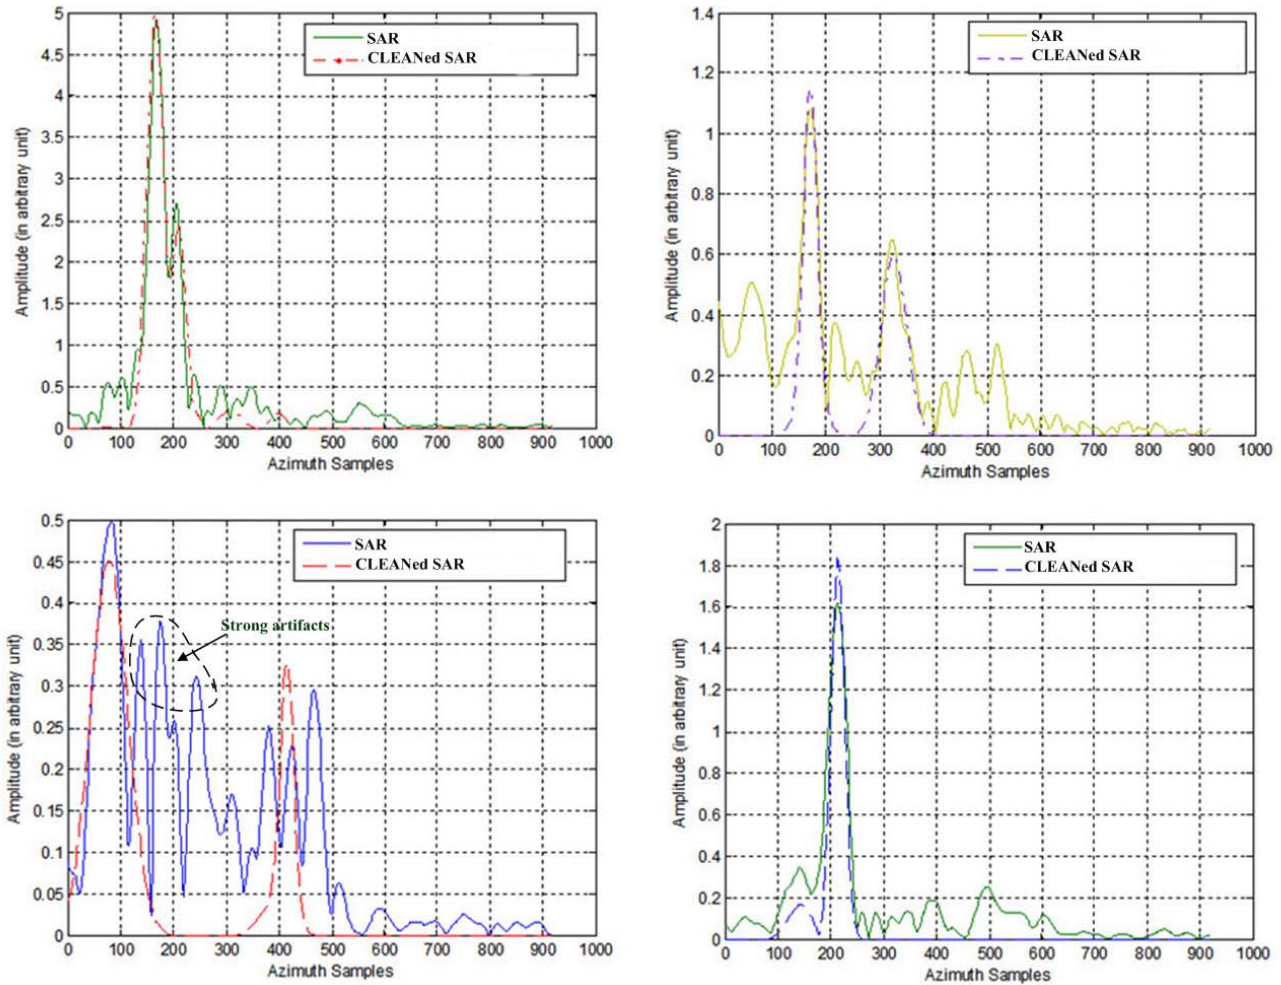 5
4.5
4
3.5
3
2.5
2
1.5
1
0.5
0
Amplitude (in arbitrary unit)
SAR
CLEANed SAR
0 100 200 300 400 500 600 700 800 900 1000
Azimuth Samples
1.4
1.2
1
0.8
0.6
0.4
0.2
0
Amplitude (in arbitrary unit)
SAR
CLEANed SAR
0 100 200 300 400 500 600 700 800 900 1000
Azimuth Samples
0.5
0.45
0.4
0.35
0.3
0.25
0.2
0.15
0.1
0.05
0
Amplitude (in arbitrary unit)
SAR
CLEANed SAR
Strong artifacts
0 100 200 300 400 500 600 700 800 900 1000
Azimuth Samples
2
1.8
1.6
1.4
1.2
1
0.8
0.6
0.4
0.2
0
Amplitude (in arbitrary unit)
SAR
CLEANed SAR
0 100 200 300 400 500 600 700 800 900 1000
Azimuth Samples